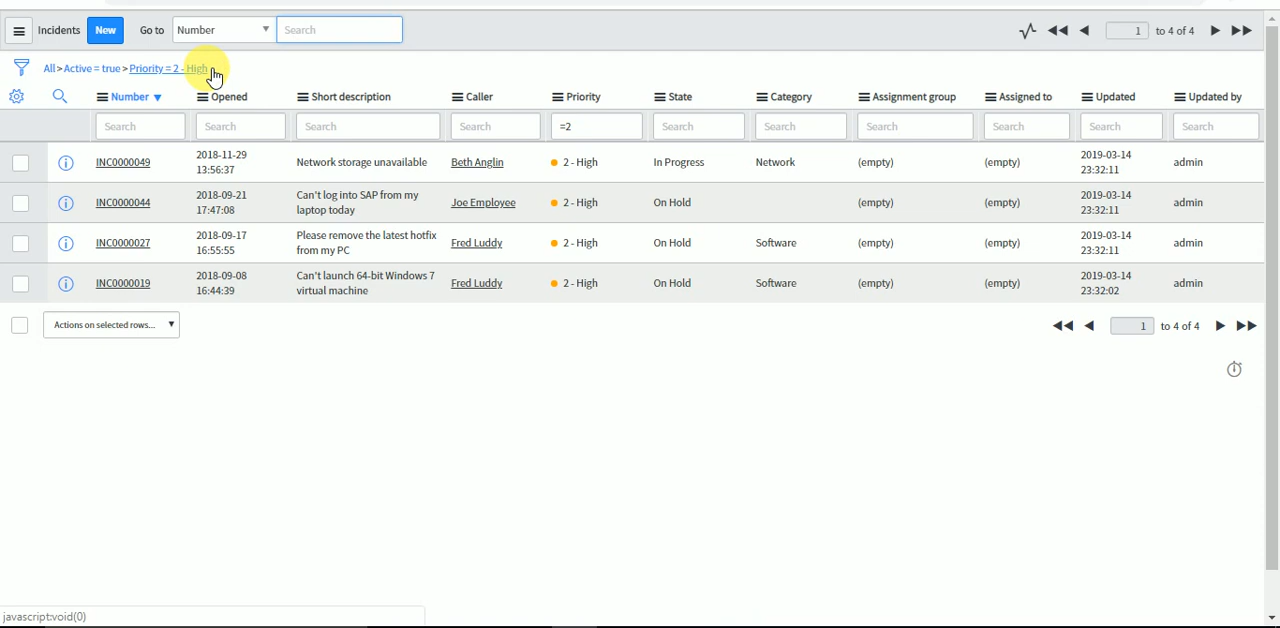 Incidents New Go to Number Search 1 to 4 of 4
All>Active = true>Priority = 2 - High
Number Opened Short description Caller Priority State Category Assignment group Assigned to Updated Updated by
Search Search Search Search =2 Search Search Search Search Search Search
INC0000049 2018-11-29 13:56:37 Network storage unavailable Beth Anglin 2 - High In Progress Network (empty) (empty) 2019-03-14 23:32:11 admin
INC0000044 2018-09-21 17:47:08 Can't log into SAP from my laptop today Joe Employee 2 - High On Hold (empty) (empty) 2019-03-14 23:32:11 admin
INC0000027 2018-09-17 16:55:55 Please remove the latest hotfix from my PC Fred Luddy 2 - High On Hold Software (empty) (empty) 2019-03-14 23:32:11 admin
INC0000019 2018-09-08 16:44:39 Can't launch 64-bit Windows 7 virtual machine Fred Luddy 2 - High On Hold Software (empty) (empty) 2019-03-14 23:32:02 admin
Actions on selected rows... 1 to 4 of 4
javascript:void(0)